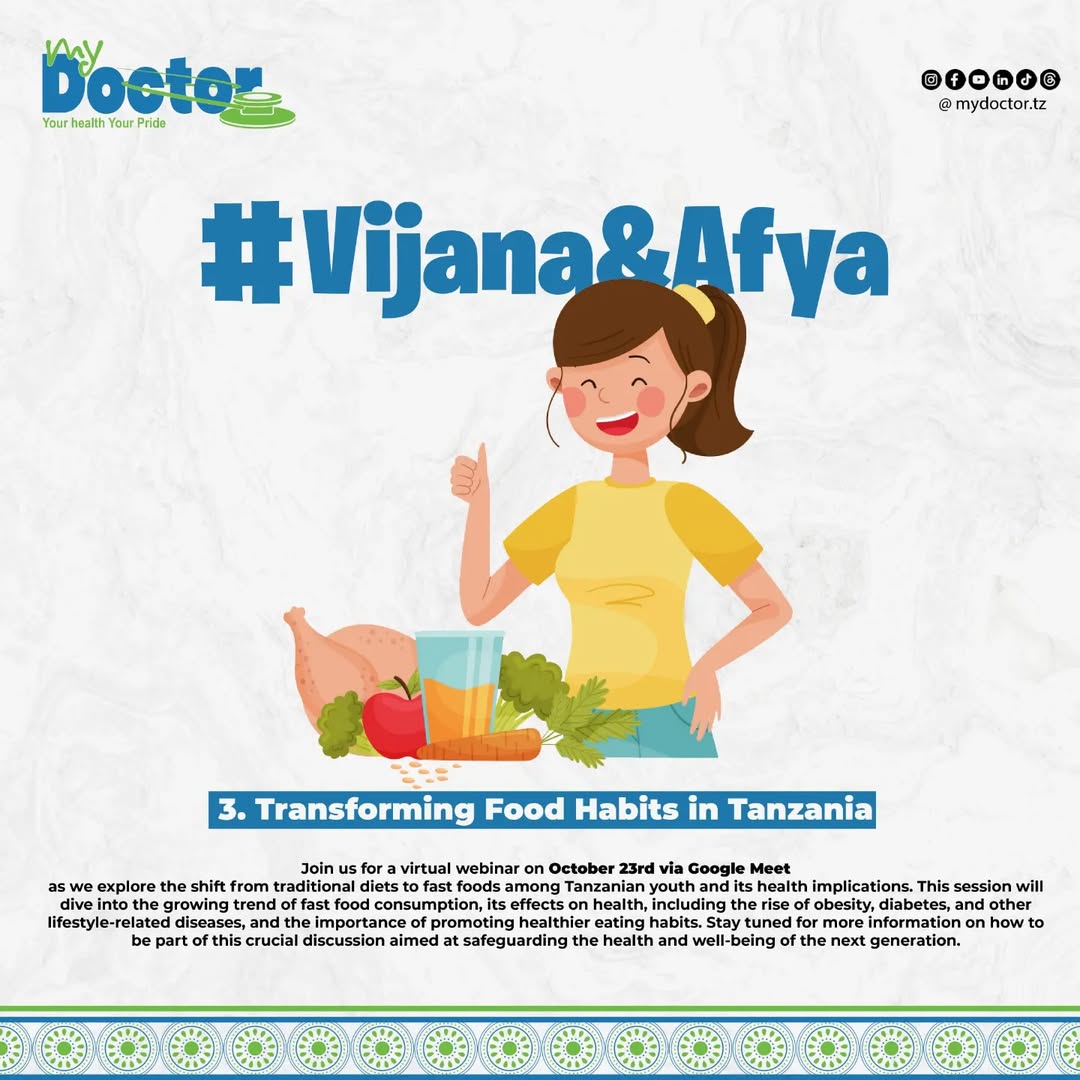 My
Doctor
Your health Your Pride
@ mydoctor.tz
#Vijana&Afya
3. Transforming Food Habits in Tanzania
Join us for a virtual webinar on October 23rd via Google Meet
as we explore the shift from traditional diets to fast foods among Tanzanian youth and its health implications. This session will
dive into the growing trend of fast food consumption, its effects on health, including the rise of obesity, diabetes, and other
lifestyle-related diseases, and the importance of promoting healthier eating habits. Stay tuned for more information on how to
be part of this crucial discussion aimed at safeguarding the health and well-being of the next generation.